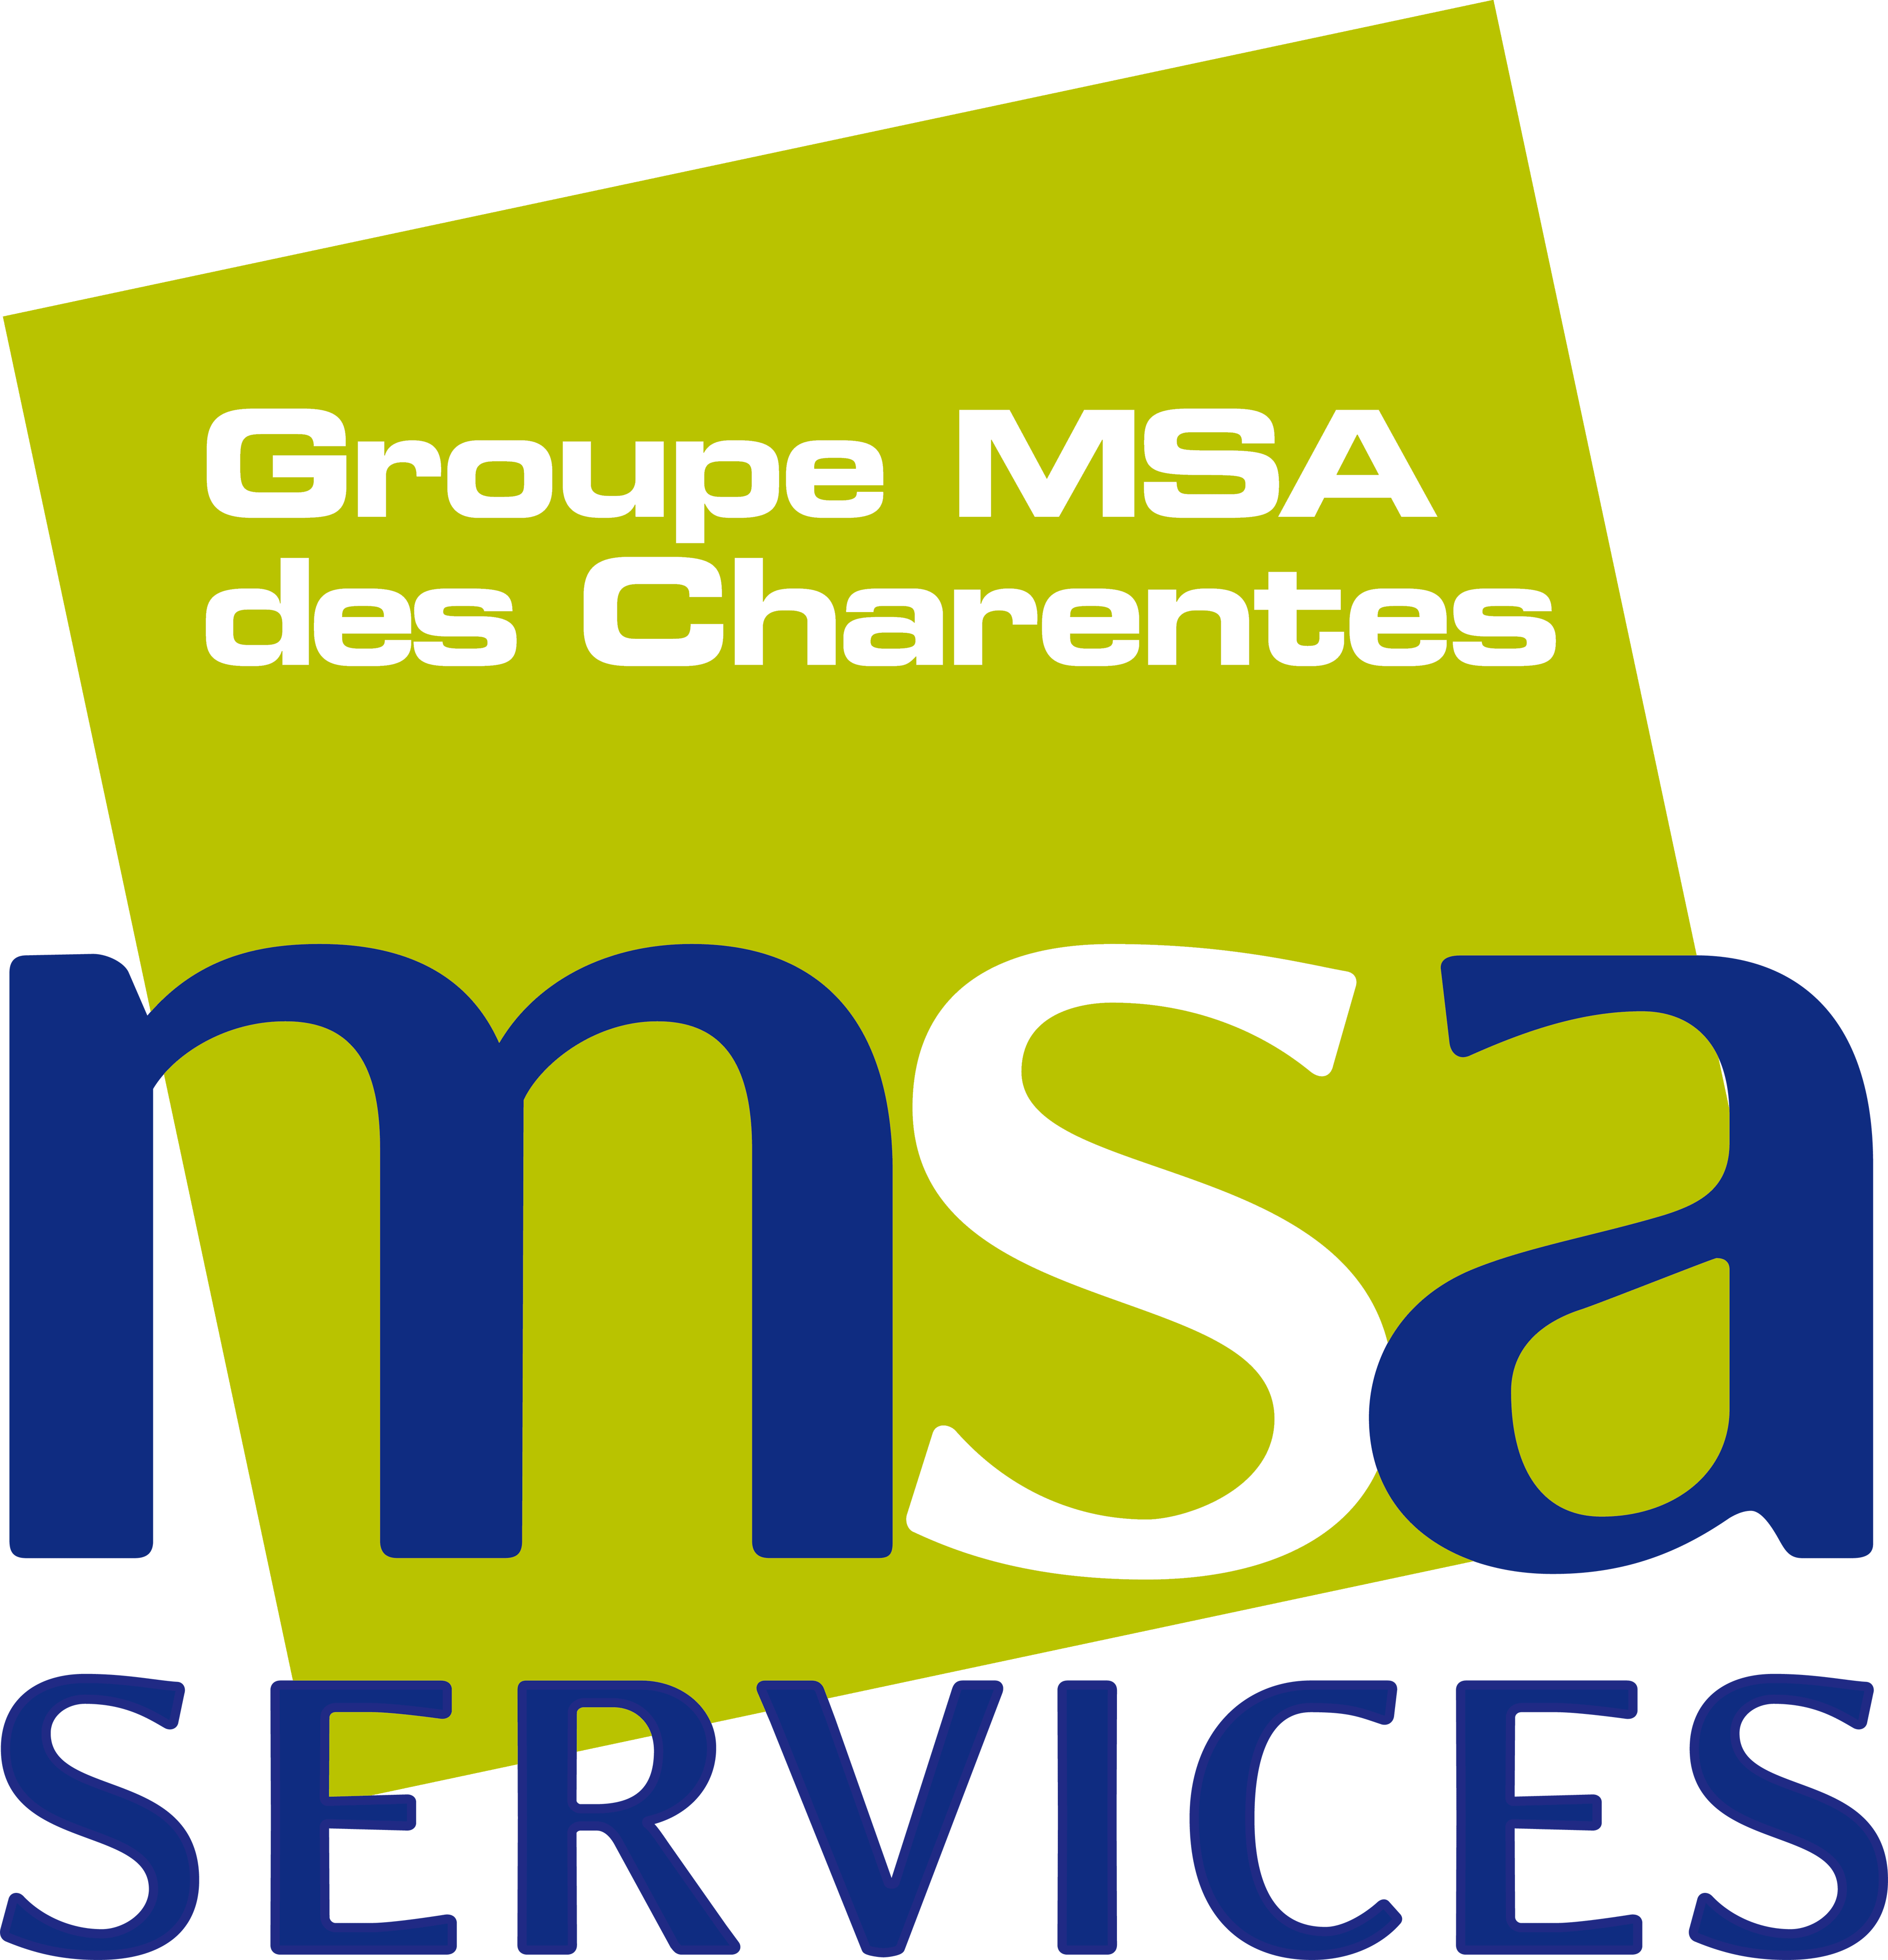 Groupe MSA
des Charentes
msa
SERVICES